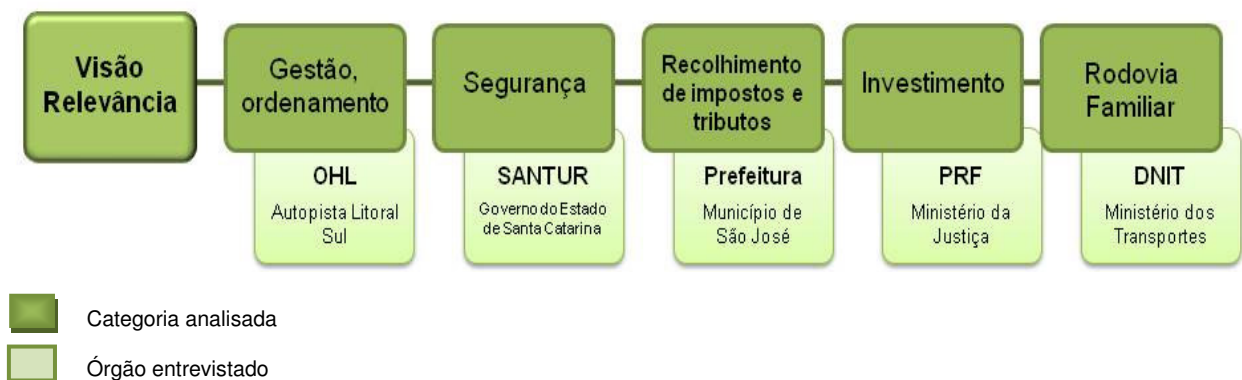 Visão
Relevância
Gestão,
ordenamento
OHL
Autopista Litoral
Sul
Segurança
SANTUR
Governo do Estado
de Santa Catarina
Recolhimento
de impostos e
tributos
Prefeitura
Município de
São José
Investimento
PRF
Ministério da
Justiça
Rodovia
Familiar
DNIT
Ministério dos
Transportes
Categoria analisada
Órgão entrevistado